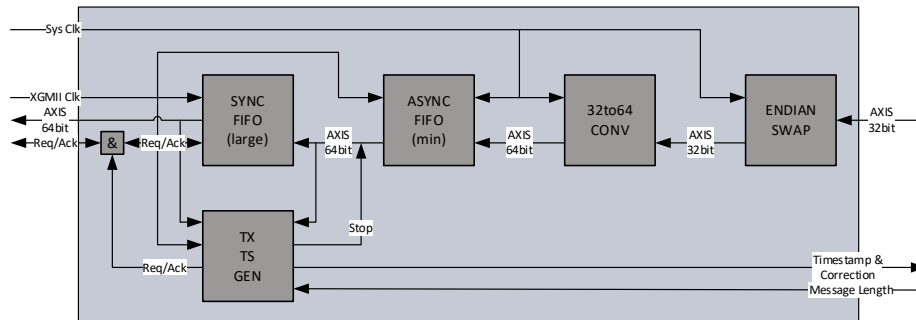 Sys Clk
XGMII Clk
AXIS
64bit
Req/Ack
&
Req/Ack
SYNC
FIFO
(large)
AXIS
64bit
ASYNC
FIFO
(min)
AXIS
64bit
32to64
CONV
AXIS
32bit
ENDIAN
SWAP
AXIS
32bit
TX
TS
GEN
Stop
Req/Ack
Timestamp &
Correction
Message Length